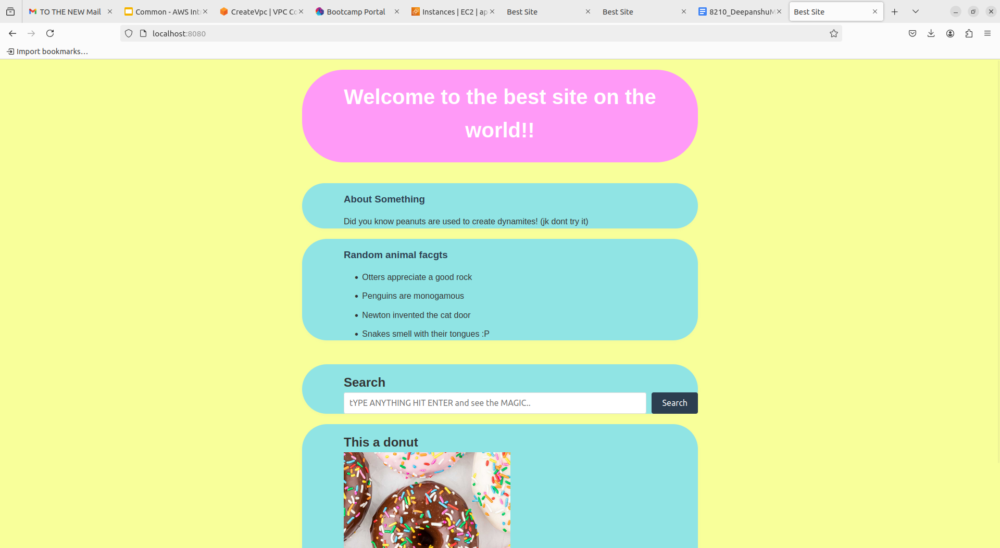 TO THE NEW Mail
Common - AWS Int
CreateVpc | VPC Co
Bootcamp Portal
Instances | EC2 | ap
Best Site
Best Site
8210_DeepanshuM
Best Site
localhost:8080
Import bookmarks…
Welcome to the best site on the
world!!
About Something
Did you know peanuts are used to create dynamites! (jk dont try it)
Random animal facgts
• Otters appreciate a good rock
• Penguins are monogamous
• Newton invented the cat door
• Snakes smell with their tongues :P
Search
tYPE ANYTHING HIT ENTER and see the MAGIC..
Search
This a donut